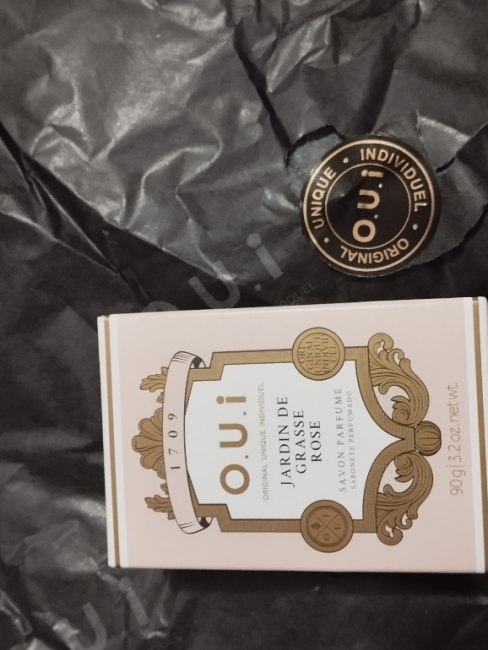 UNIQUE • INDIVIDUEL • ORIGINAL •
O.U.i
O.U.i
QUEL
1709
O.U.i
ORIGINAL UNIQUE INDIVIDUEL
JARDIN DE
GRASSE
ROSE
SAVON PARFUMÉ
SABONETE PERFUMADO
90g|3.2 oz. net wt.
O.U.i